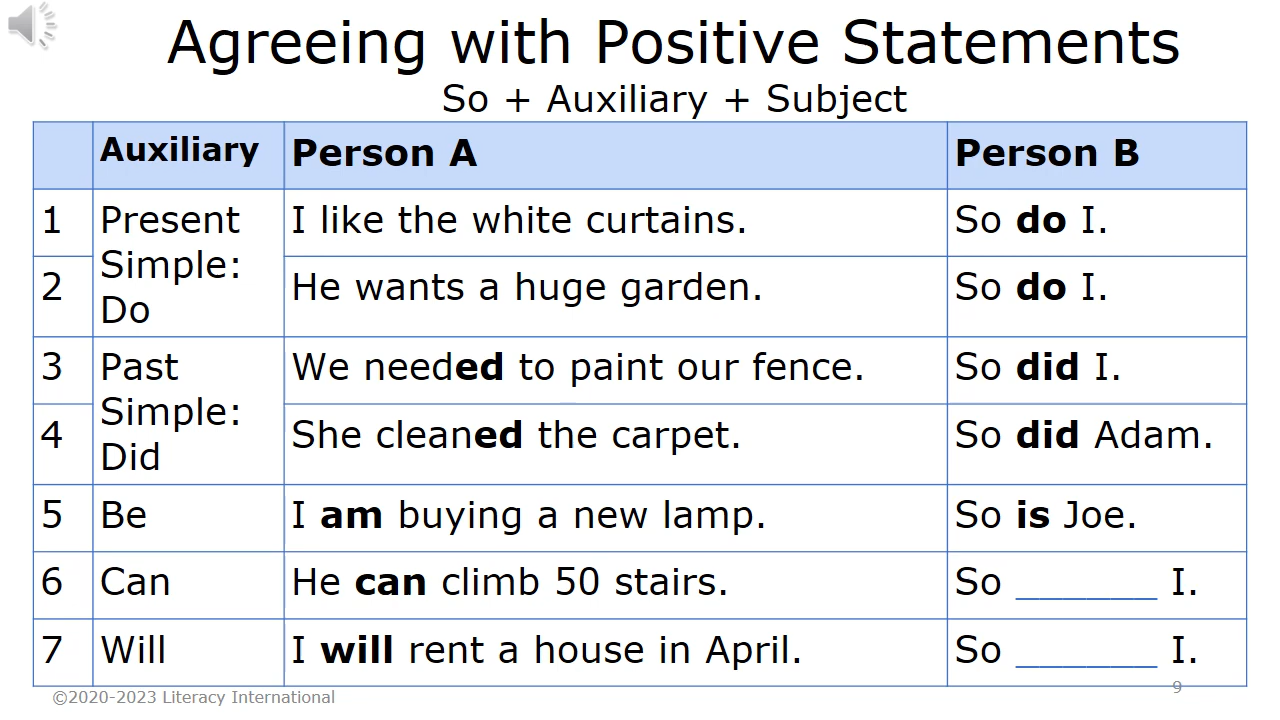 Agreeing with Positive Statements
So + Auxiliary + Subject
Auxiliary Person A Person B
1 Present Simple: Do I like the white curtains. So do I.
2 He wants a huge garden. So do I.
3 Past Simple: Did We needed to paint our fence. So did I.
4 She cleaned the carpet. So did Adam.
5 Be I am buying a new lamp. So is Joe.
6 Can He can climb 50 stairs. So ______ I.
7 Will I will rent a house in April. So ______ I.
©2020-2023 Literacy International
9